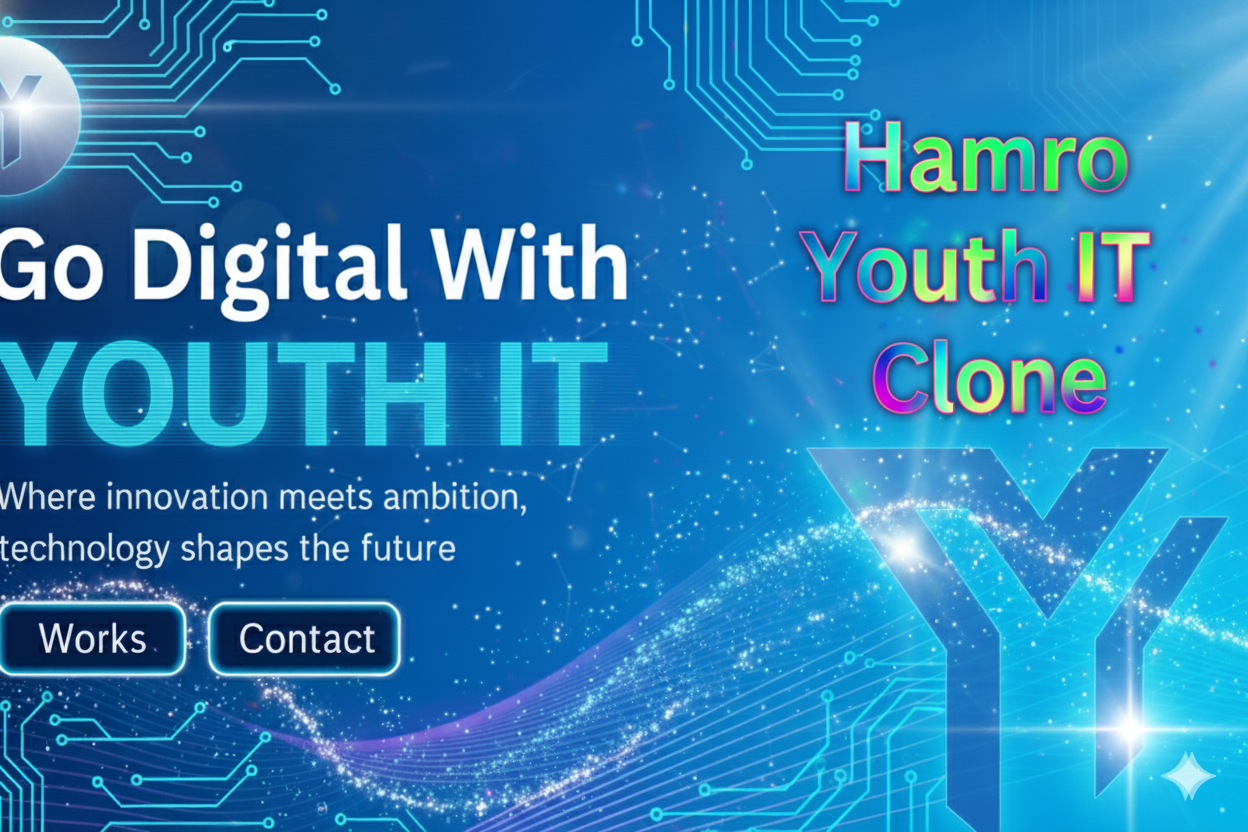 Go Digital With
YOUTH IT
Where innovation meets ambition,
technology shapes the future
Works
Contact
Hamro
Youth IT
Clone